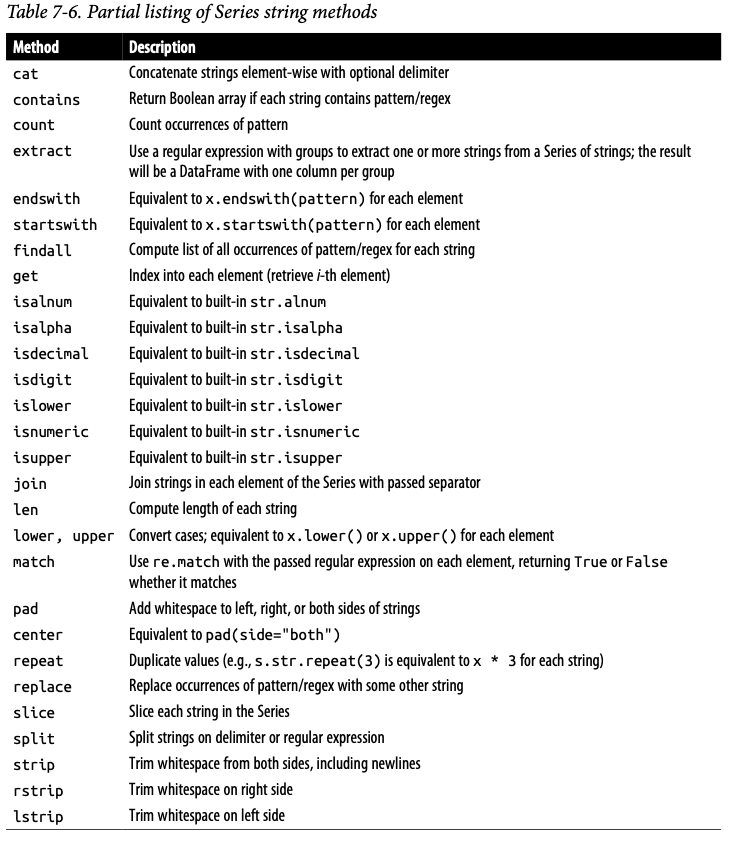 Table 7-6. Partial listing of Series string methods
Method Description
cat Concatenate strings element-wise with optional delimiter
contains Return Boolean array if each string contains pattern/regex
count Count occurrences of pattern
extract Use a regular expression with groups to extract one or more strings from a Series of strings; the result
will be a DataFrame with one column per group
endswith Equivalent to x.endswith(pattern) for each element
startswith Equivalent to x.startswith(pattern) for each element
findall Compute list of all occurrences of pattern/regex for each string
get Index into each element (retrieve i-th element)
isalnum Equivalent to built-in str.alnum
isalpha Equivalent to built-in str.isalpha
isdecimal Equivalent to built-in str.isdecimal
isdigit Equivalent to built-in str.isdigit
islower Equivalent to built-in str.islower
isnumeric Equivalent to built-in str.isnumeric
isupper Equivalent to built-in str.isupper
join Join strings in each element of the Series with passed separator
len Compute length of each string
lower, upper Convert cases; equivalent to x.lower() or x.upper() for each element
match Use re.match with the passed regular expression on each element, returning True or False
whether it matches
pad Add whitespace to left, right, or both sides of strings
center Equivalent to pad(side="both")
repeat Duplicate values (e.g., s.str.repeat(3) is equivalent to x * 3 for each string)
replace Replace occurrences of pattern/regex with some other string
slice Slice each string in the Series
split Split strings on delimiter or regular expression
strip Trim whitespace from both sides, including newlines
rstrip Trim whitespace on right side
lstrip Trim whitespace on left side